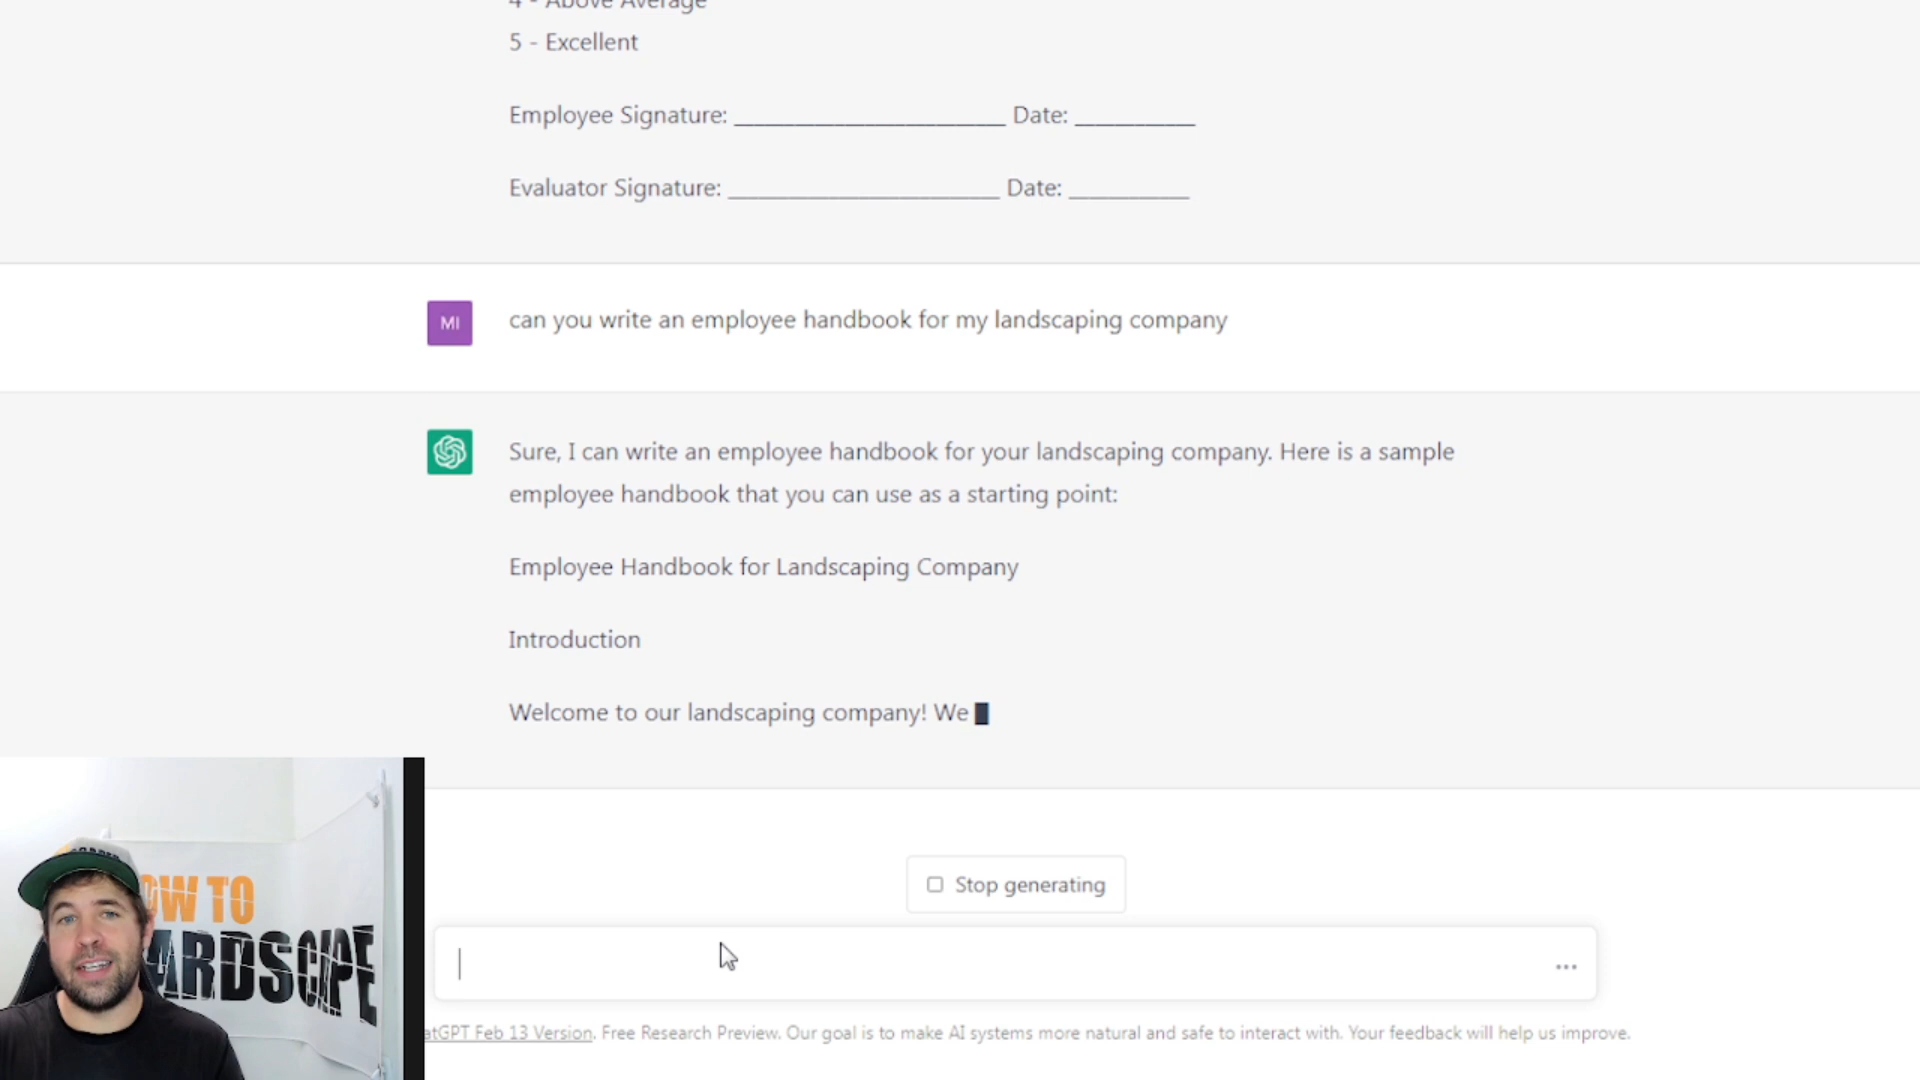 4 - Above Average
5 - Excellent
Employee Signature: ______________________ Date: __________
Evaluator Signature: ______________________ Date: __________
MI
can you write an employee handbook for my landscaping company
Sure, I can write an employee handbook for your landscaping company. Here is a sample
employee handbook that you can use as a starting point:
Employee Handbook for Landscaping Company
Introduction
Welcome to our landscaping company! We
OW TO
ARDSCAPE
Stop generating
...
atGPT Feb 13 Version. Free Research Preview. Our goal is to make AI systems more natural and safe to interact with. Your feedback will help us improve.